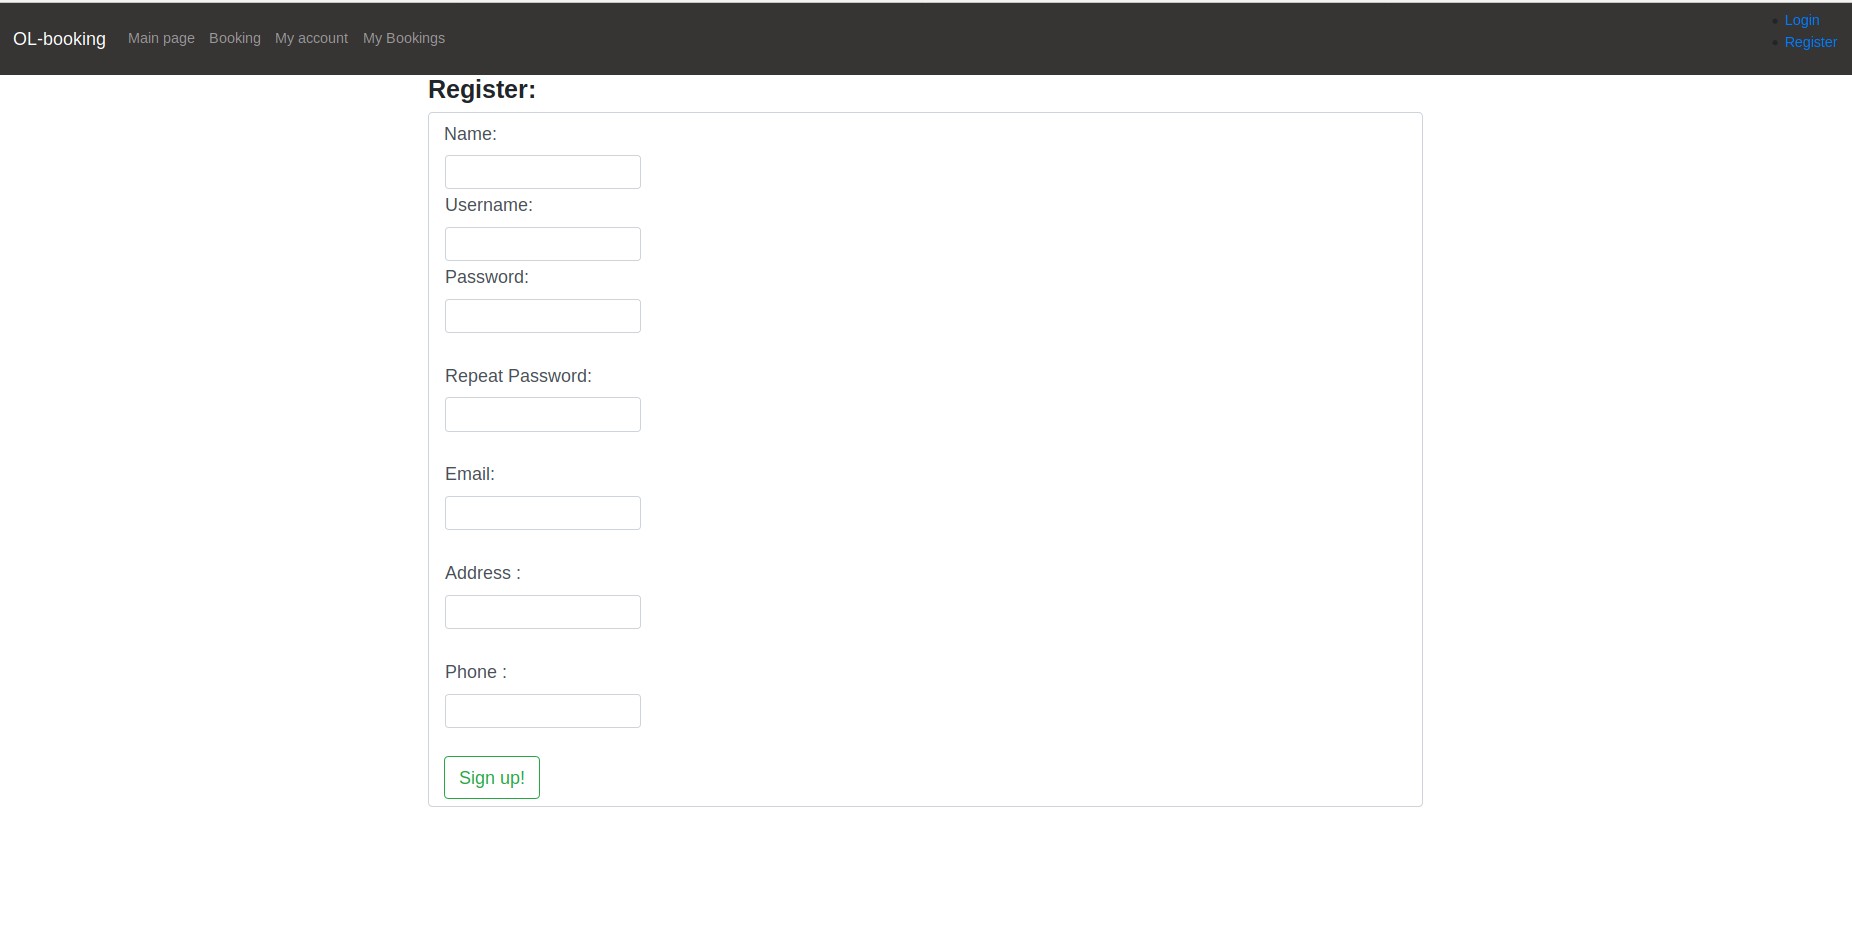 OL-booking Main page Booking My account My Bookings
Login
Register
Register:
Name:
Username:
Password:
Repeat Password:
Email:
Address :
Phone :
Sign up!